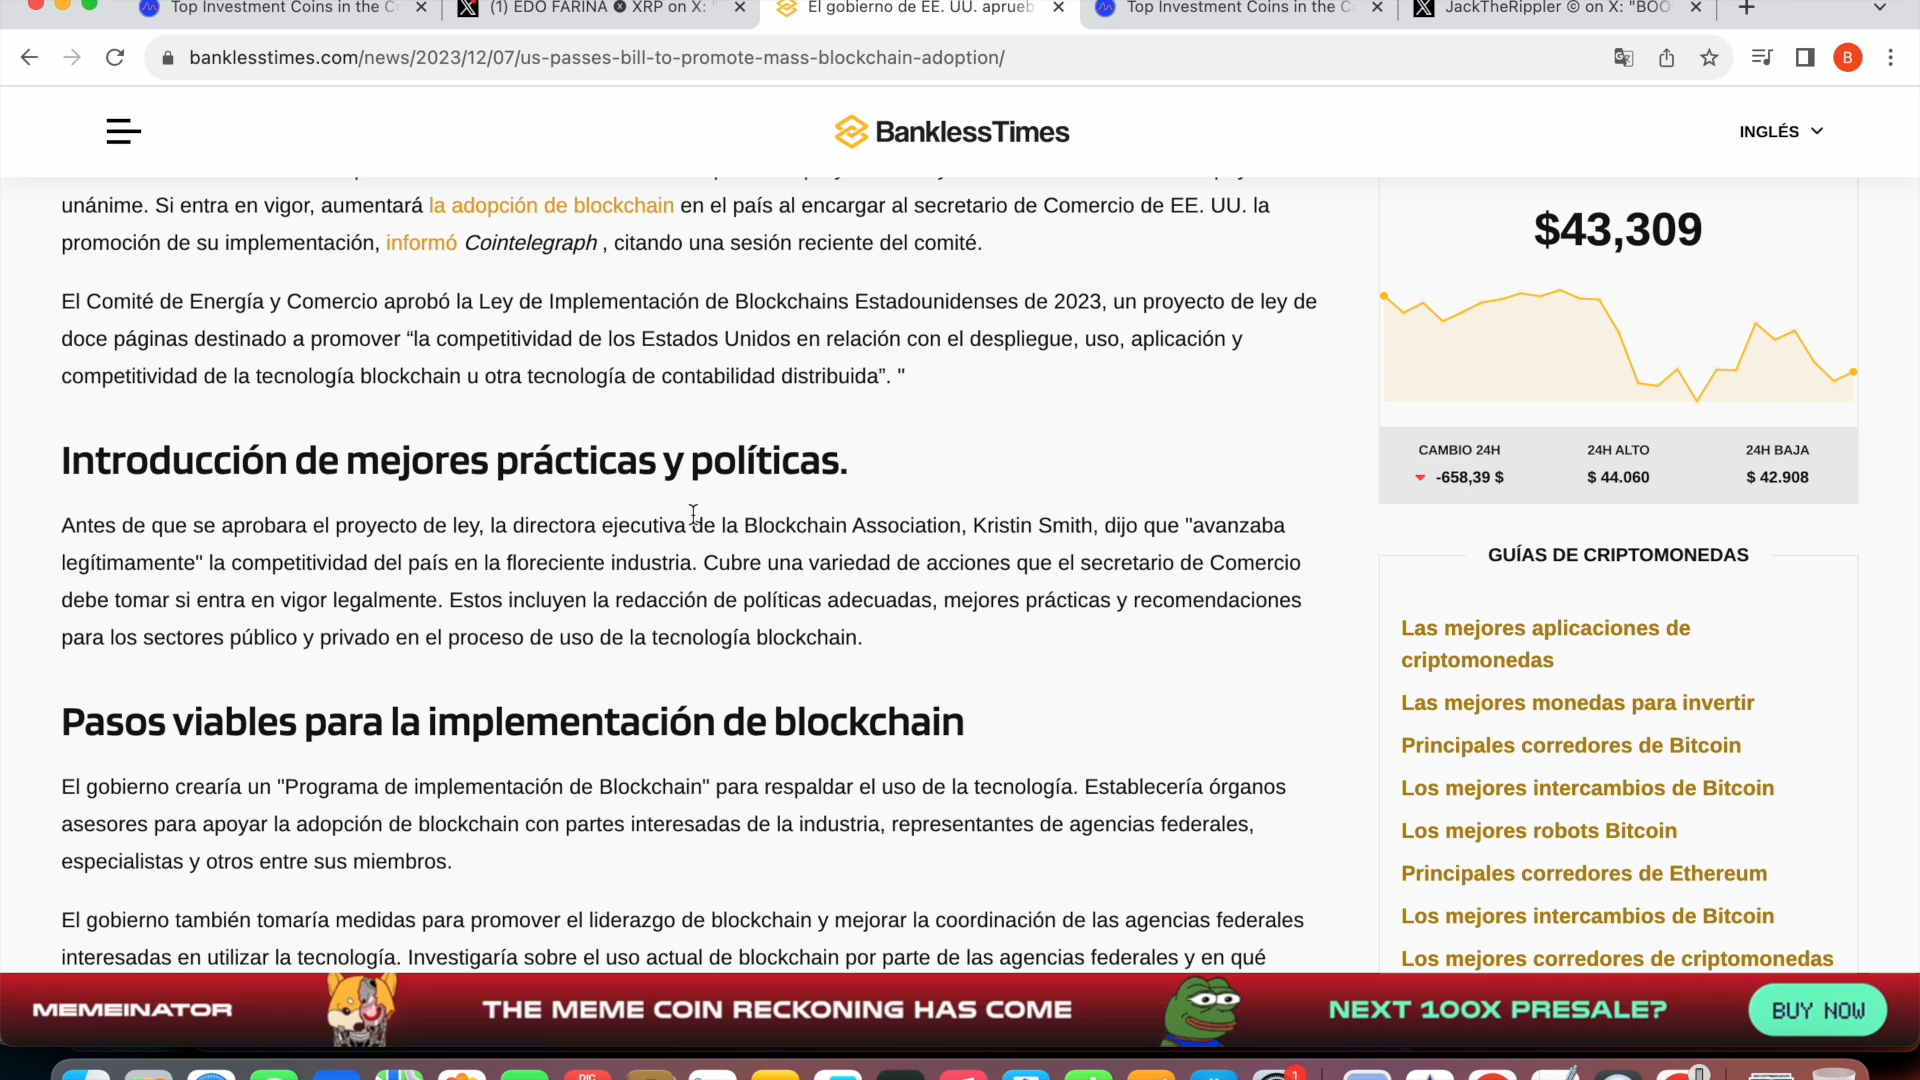 Top Investment Coins in the C
(1) EDO FARINA XRP on X: "
El gobierno de EE. UU. aprueb
Top Investment Coins in the C
JackTheRippler © on X: "BOO
banklesstimes.com/news/2023/12/07/us-passes-bill-to-promote-mass-blockchain-adoption/
B
BanklessTimes
INGLÉS
unánime. Si entra en vigor, aumentará la adopción de blockchain en el país al encargar al secretario de Comercio de EE. UU. la
promoción de su implementación, informó Cointelegraph , citando una sesión reciente del comité.
El Comité de Energía y Comercio aprobó la Ley de Implementación de Blockchains Estadounidenses de 2023, un proyecto de ley de
doce páginas destinado a promover “la competitividad de los Estados Unidos en relación con el despliegue, uso, aplicación y
competitividad de la tecnología blockchain u otra tecnología de contabilidad distribuida”. "
Introducción de mejores prácticas y políticas.
Antes de que se aprobara el proyecto de ley, la directora ejecutiva de la Blockchain Association, Kristin Smith, dijo que "avanzaba
legítimamente" la competitividad del país en la floreciente industria. Cubre una variedad de acciones que el secretario de Comercio
debe tomar si entra en vigor legalmente. Estos incluyen la redacción de políticas adecuadas, mejores prácticas y recomendaciones
para los sectores público y privado en el proceso de uso de la tecnología blockchain.
Pasos viables para la implementación de blockchain
El gobierno crearía un "Programa de implementación de Blockchain" para respaldar el uso de la tecnología. Establecería órganos
asesores para apoyar la adopción de blockchain con partes interesadas de la industria, representantes de agencias federales,
especialistas y otros entre sus miembros.
El gobierno también tomaría medidas para promover el liderazgo de blockchain y mejorar la coordinación de las agencias federales
interesadas en utilizar la tecnología. Investigaría sobre el uso actual de blockchain por parte de las agencias federales y en qué
$43,309
CAMBIO 24H
24H ALTO
24H BAJA
-658,39 $
$ 44.060
$ 42.908
GUÍAS DE CRIPTOMONEDAS
Las mejores aplicaciones de
criptomonedas
Las mejores monedas para invertir
Principales corredores de Bitcoin
Los mejores intercambios de Bitcoin
Los mejores robots Bitcoin
Principales corredores de Ethereum
Los mejores intercambios de Bitcoin
Los mejores corredores de criptomonedas
MEMEINATOR
THE MEME COIN RECKONING HAS COME
NEXT 100X PRESALE?
BUY NOW
DIC
1